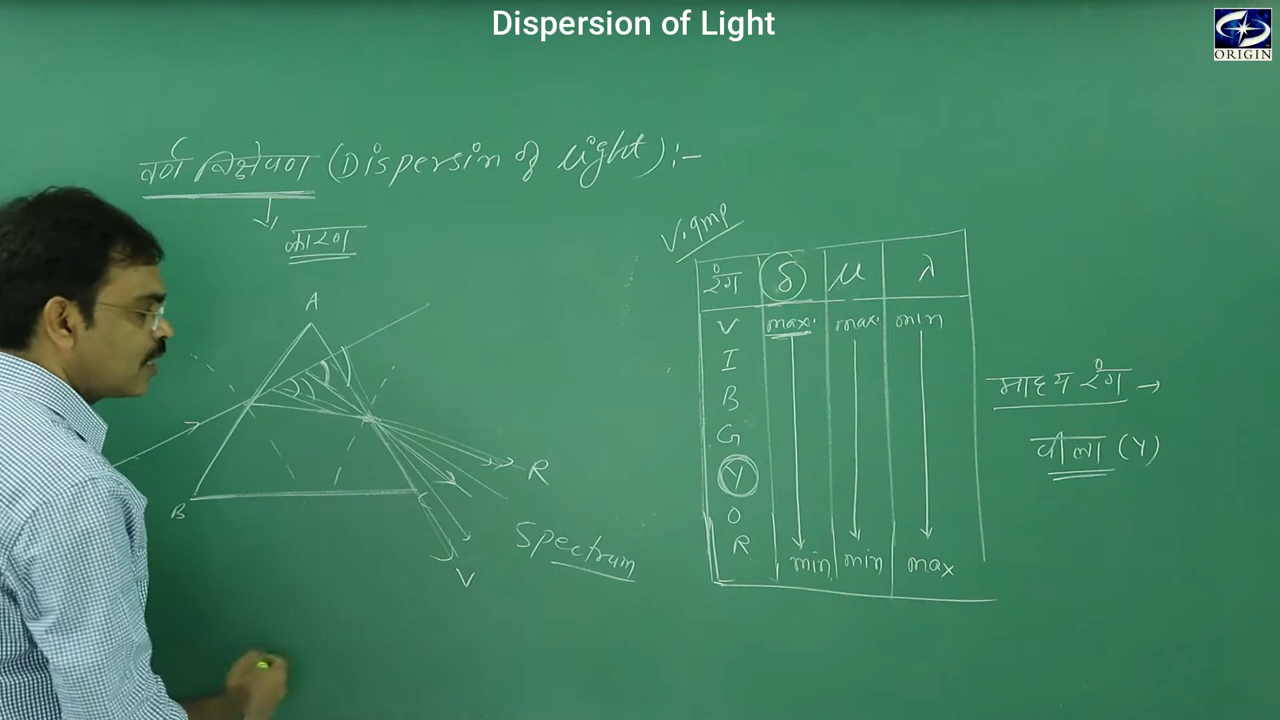 Dispersion of Light
ORIGIN
वर्ण विक्षेपण (Dispersion of light):-
कारण
A
B
C
R
V
Spectrum
V.Imp
रंग δ μ λ
V max. max. min
I
B
G
Y
O
R
min min max
माध्य रंग →
पीला (Y)